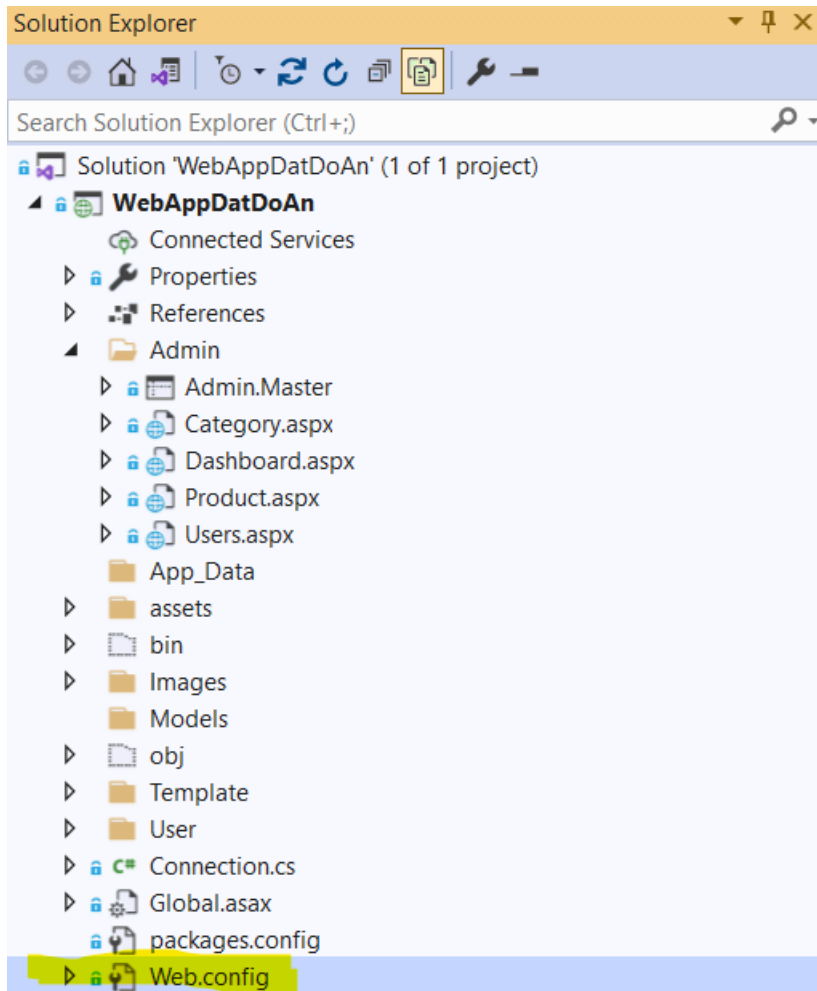 Solution Explorer
Search Solution Explorer (Ctrl+;)
Solution 'WebAppDatDoAn' (1 of 1 project)
WebAppDatDoAn
Connected Services
Properties
References
Admin
Admin.Master
Category.aspx
Dashboard.aspx
Product.aspx
Users.aspx
App_Data
assets
bin
Images
Models
obj
Template
User
C# Connection.cs
Global.asax
packages.config
Web.config